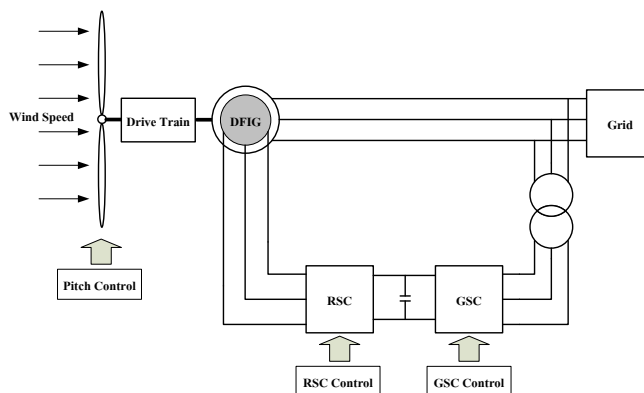 Wind Speed
Drive Train
DFIG
Grid
Pitch Control
RSC
GSC
RSC Control
GSC Control